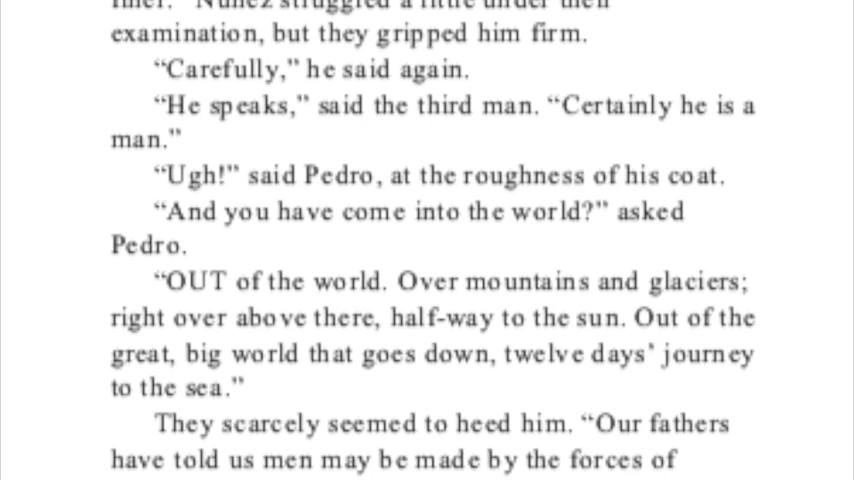 finer.” Nunez struggled a little under their
examination, but they gripped him firm.
“Carefully,” he said again.
“He speaks,” said the third man. “Certainly he is a
man.”
“Ugh!” said Pedro, at the roughness of his coat.
“And you have come into the world?” asked
Pedro.
“OUT of the world. Over mountains and glaciers;
right over above there, half-way to the sun. Out of the
great, big world that goes down, twelve days’ journey
to the sea.”
They scarcely seemed to heed him. “Our fathers
have told us men may be made by the forces of